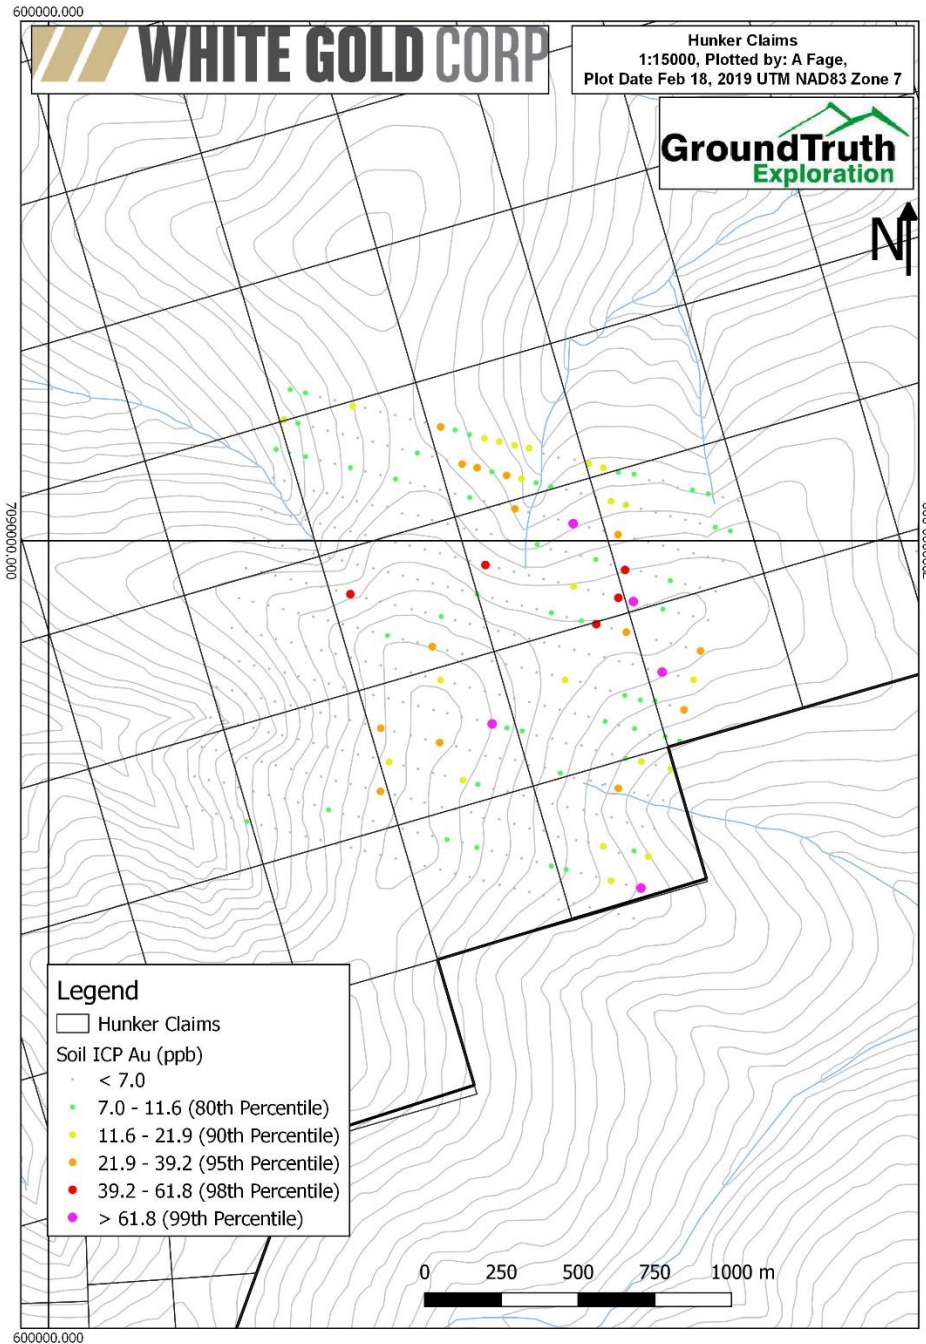 600000.000
WHITE GOLD CORP
Hunker Claims
1:15000, Plotted by: A Fage,
Plot Date Feb 18, 2019 UTM NAD83 Zone 7
GroundTruth
Exploration
N
7090000.000
Legend
Hunker Claims
Soil ICP Au (ppb)
< 7.0
7.0 - 11.6 (80th Percentile)
11.6 - 21.9 (90th Percentile)
21.9 - 39.2 (95th Percentile)
39.2 - 61.8 (98th Percentile)
> 61.8 (99th Percentile)
0 250 500 750 1000 m
600000.000